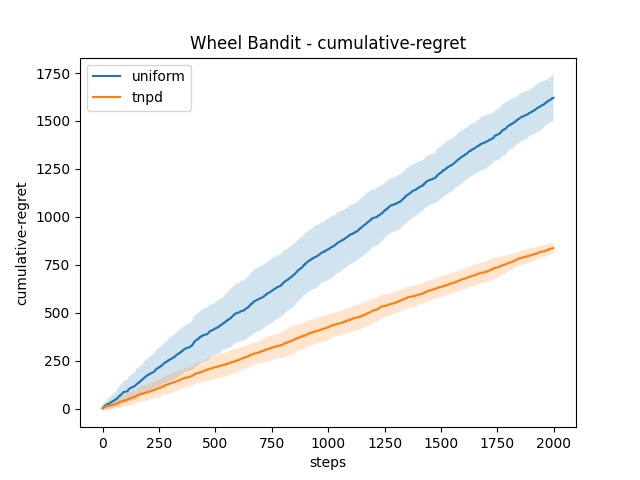 Wheel Bandit - cumulative-regret
uniform
tnpd
cumulative-regret
1750
1500
1250
1000
750
500
250
0
0 250 500 750 1000 1250 1500 1750 2000
steps